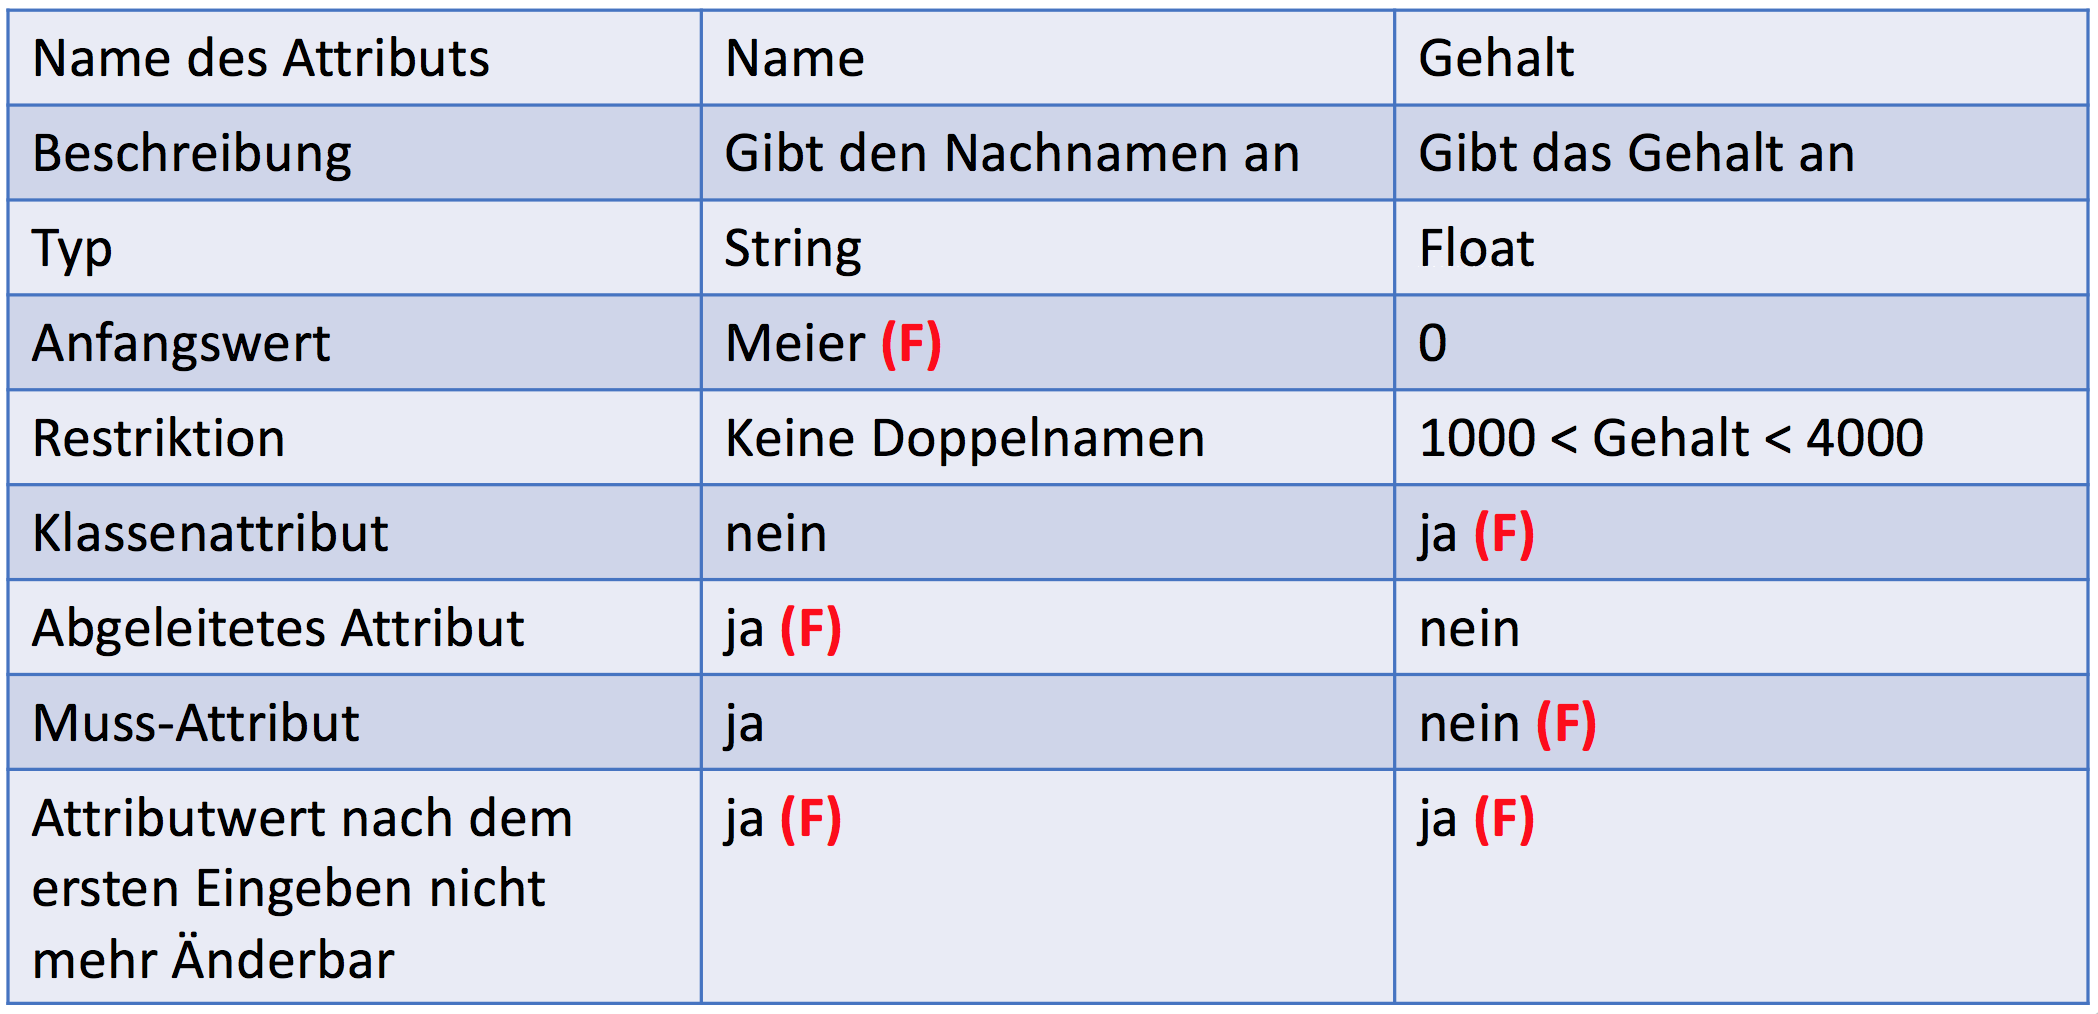 Name des Attributs Name Gehalt
Beschreibung Gibt den Nachnamen an Gibt das Gehalt an
Typ String Float
Anfangswert Meier (F) 0
Restriktion Keine Doppelnamen 1000 < Gehalt < 4000
Klassenattribut nein ja (F)
Abgeleitetes Attribut ja (F) nein
Muss-Attribut ja nein (F)
Attributwert nach dem ja (F) ja (F)
ersten Eingeben nicht
mehr Änderbar